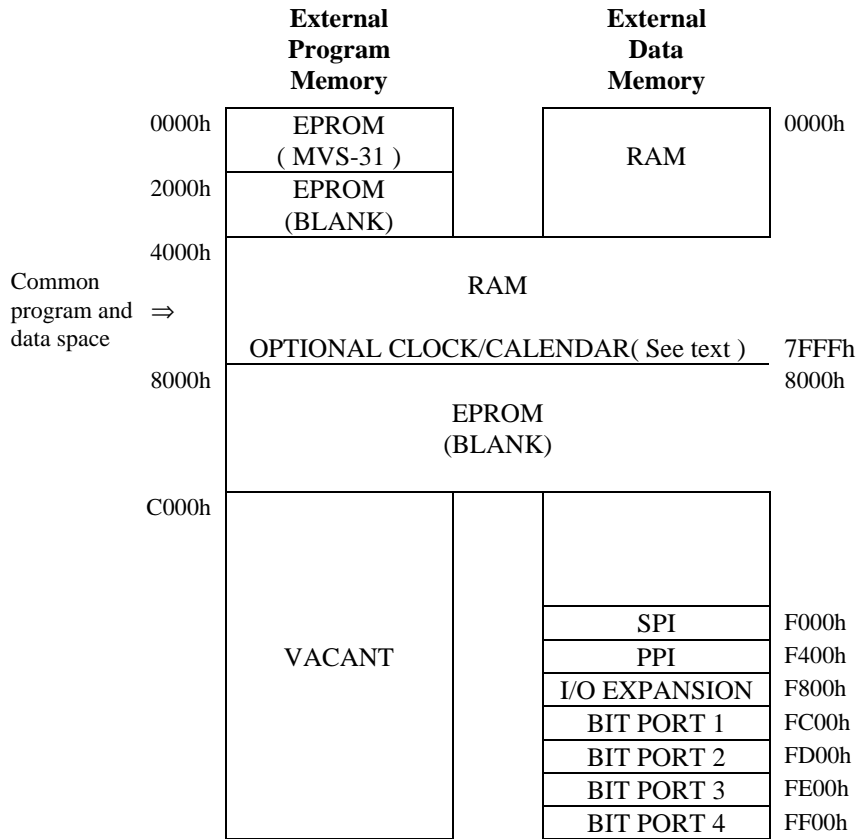 External
Program
Memory
External
Data
Memory
0000h
EPROM
( MVS-31 )
RAM
0000h
2000h
EPROM
(BLANK)
4000h
Common
program and ⇒
data space
RAM
OPTIONAL CLOCK/CALENDAR( See text )
7FFFh
8000h
8000h
EPROM
(BLANK)
C000h
VACANT
SPI
F000h
PPI
F400h
I/O EXPANSION
F800h
BIT PORT 1
FC00h
BIT PORT 2
FD00h
BIT PORT 3
FE00h
BIT PORT 4
FF00h